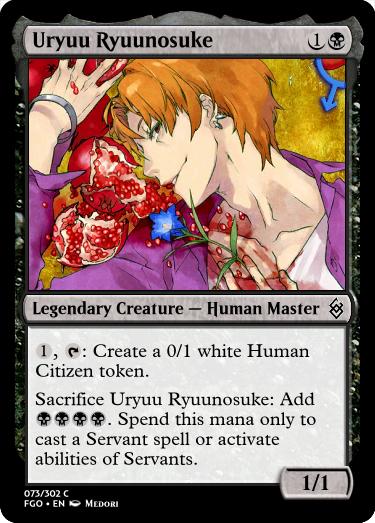 Uryuu Ryuunosuke 1
Legendary Creature — Human Master
1, : Create a 0/1 white Human
Citizen token.
Sacrifice Uryuu Ryuunosuke: Add
. Spend this mana only to
cast a Servant spell or activate
abilities of Servants.
1/1
073/302 C
FGO • EN Medori